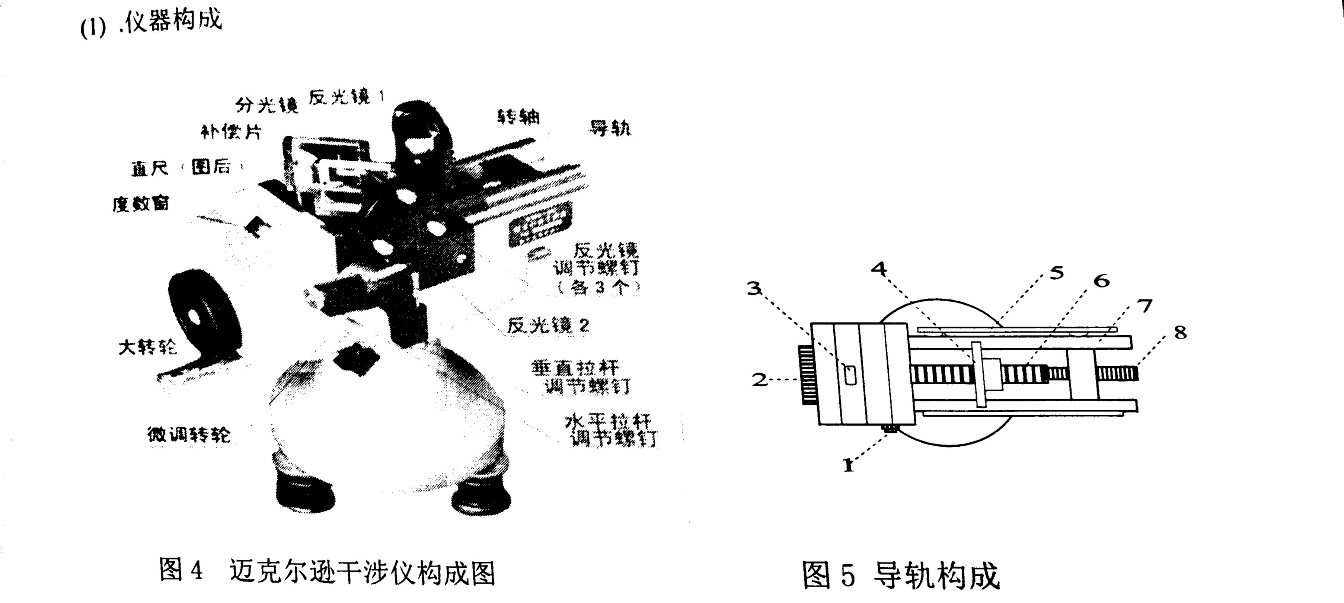 (1) .仪器构成
分光镜 反光镜1
补偿片
转轴
导轨
直尺(图后)
度数窗
反光镜
调节螺钉
(各3个)
反光镜2
大转轮
垂直拉杆
调节螺钉
水平拉杆
调节螺钉
微调转轮
图4 迈克尔逊干涉仪构成图
4
5
3
6
7
8
2
1
图5 导轨构成